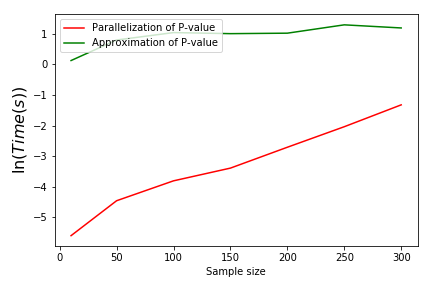 Parallelization of P-value
Approximation of P-value
ln(Time(s))
1
0
−1
−2
−3
−4
−5
0 50 100 150 200 250 300
Sample size